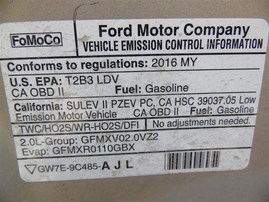 FoMoCo
Ford Motor Company
VEHICLE EMISSION CONTROL INFORMATION
Conforms to regulations: 2016 MY
U.S. EPA: T2B3 LDV
CA OBD II Fuel: Gasoline
California: SULEV II PZEV PC, CA HSC 39037.05 Low
Emission Motor Vehicle
CA OBD II Fuel: Gasoline
TWC/HO2S/WR-HO2S/DFI No adjustments needed.
2.0L-Group: GFMXV02.0VZ2
Evap: GFMXR0110GBX
GW7E-9C485-A J L